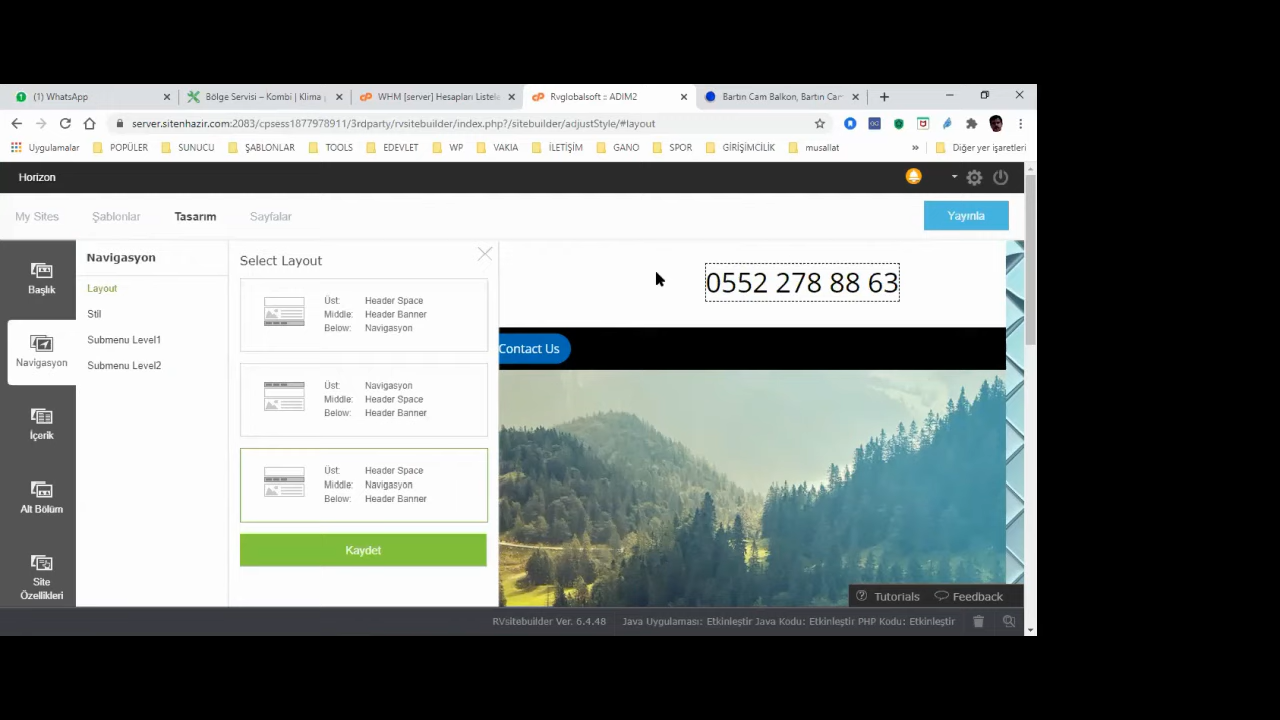 (1) WhatsApp
Bölge Servisi – Kombi | Klima
WHM [server] Hesapları Listele
Rvglobalsoft :: ADIM2
Bartın Cam Balkon, Bartın Car
server.sitenhazir.com:2083/cpsess1877978911/3rdparty/rvsitebuilder/index.php?/sitebuilder/adjustStyle/#layout
Uygulamalar POPÜLER SUNUCU ŞABLONLAR TOOLS EDEVLET WP VAKIA İLETİŞİM GANO SPOR GİRİŞİMCİLİK musallat » Diğer yer işaretleri
Horizon
My Sites Şablonlar Tasarım Sayfalar Yayınla
Başlık
Navigasyon
İçerik
Alt Bölüm
Site
Özellikleri
Navigasyon
Layout
Stil
Submenu Level1
Submenu Level2
Select Layout
Üst: Header Space
Middle: Header Banner
Below: Navigasyon
Üst: Navigasyon
Middle: Header Space
Below: Header Banner
Üst: Header Space
Middle: Navigasyon
Below: Header Banner
Kaydet
0552 278 88 63
Contact Us
Tutorials Feedback
RVsitebuilder Ver. 6.4.48 Java Uygulaması: Etkinleştir Java Kodu: Etkinleştir PHP Kodu: Etkinleştir